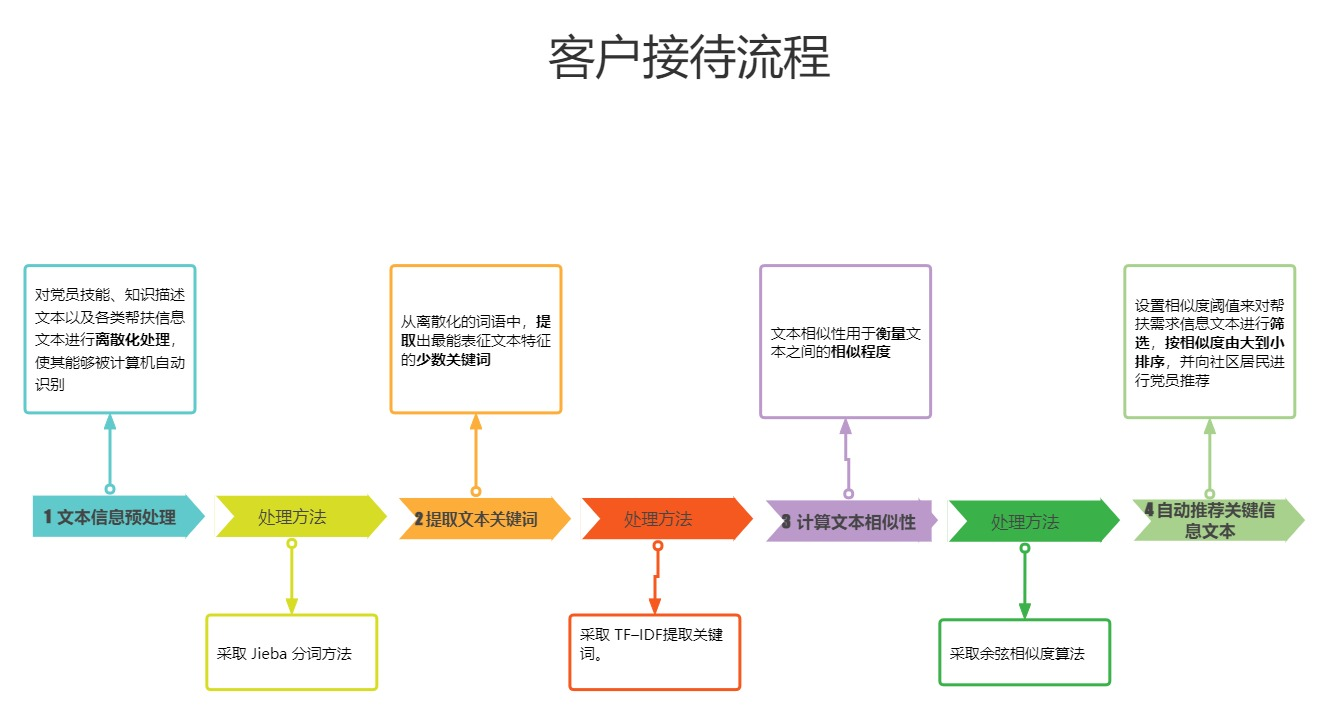 客户接待流程
对党员技能、知识描述
文本以及各类帮扶信息
文本进行离散化处理，
使其能够被计算机自动
识别
从离散化的词语中，提
取出最能表征文本特征
的少数关键词
文本相似性用于衡量文
本之间的相似程度
设置相似度阈值来对帮
扶需求信息文本进行筛
选，按相似度由大到小
排序，并向社区居民进
行党员推荐
1 文本信息预处理
处理方法
2 提取文本关键词
处理方法
3 计算文本相似性
处理方法
4 自动推荐关键信
息文本
采取 Jieba 分词方法
采取 TF–IDF提取关键
词。
采取余弦相似度算法